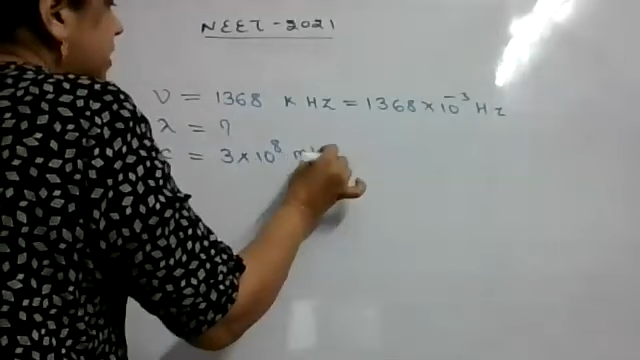 NEET - 2021
ν = 1368 KHZ = 1368 × 10⁻³ Hz
λ = ?
= 3 × 10⁸